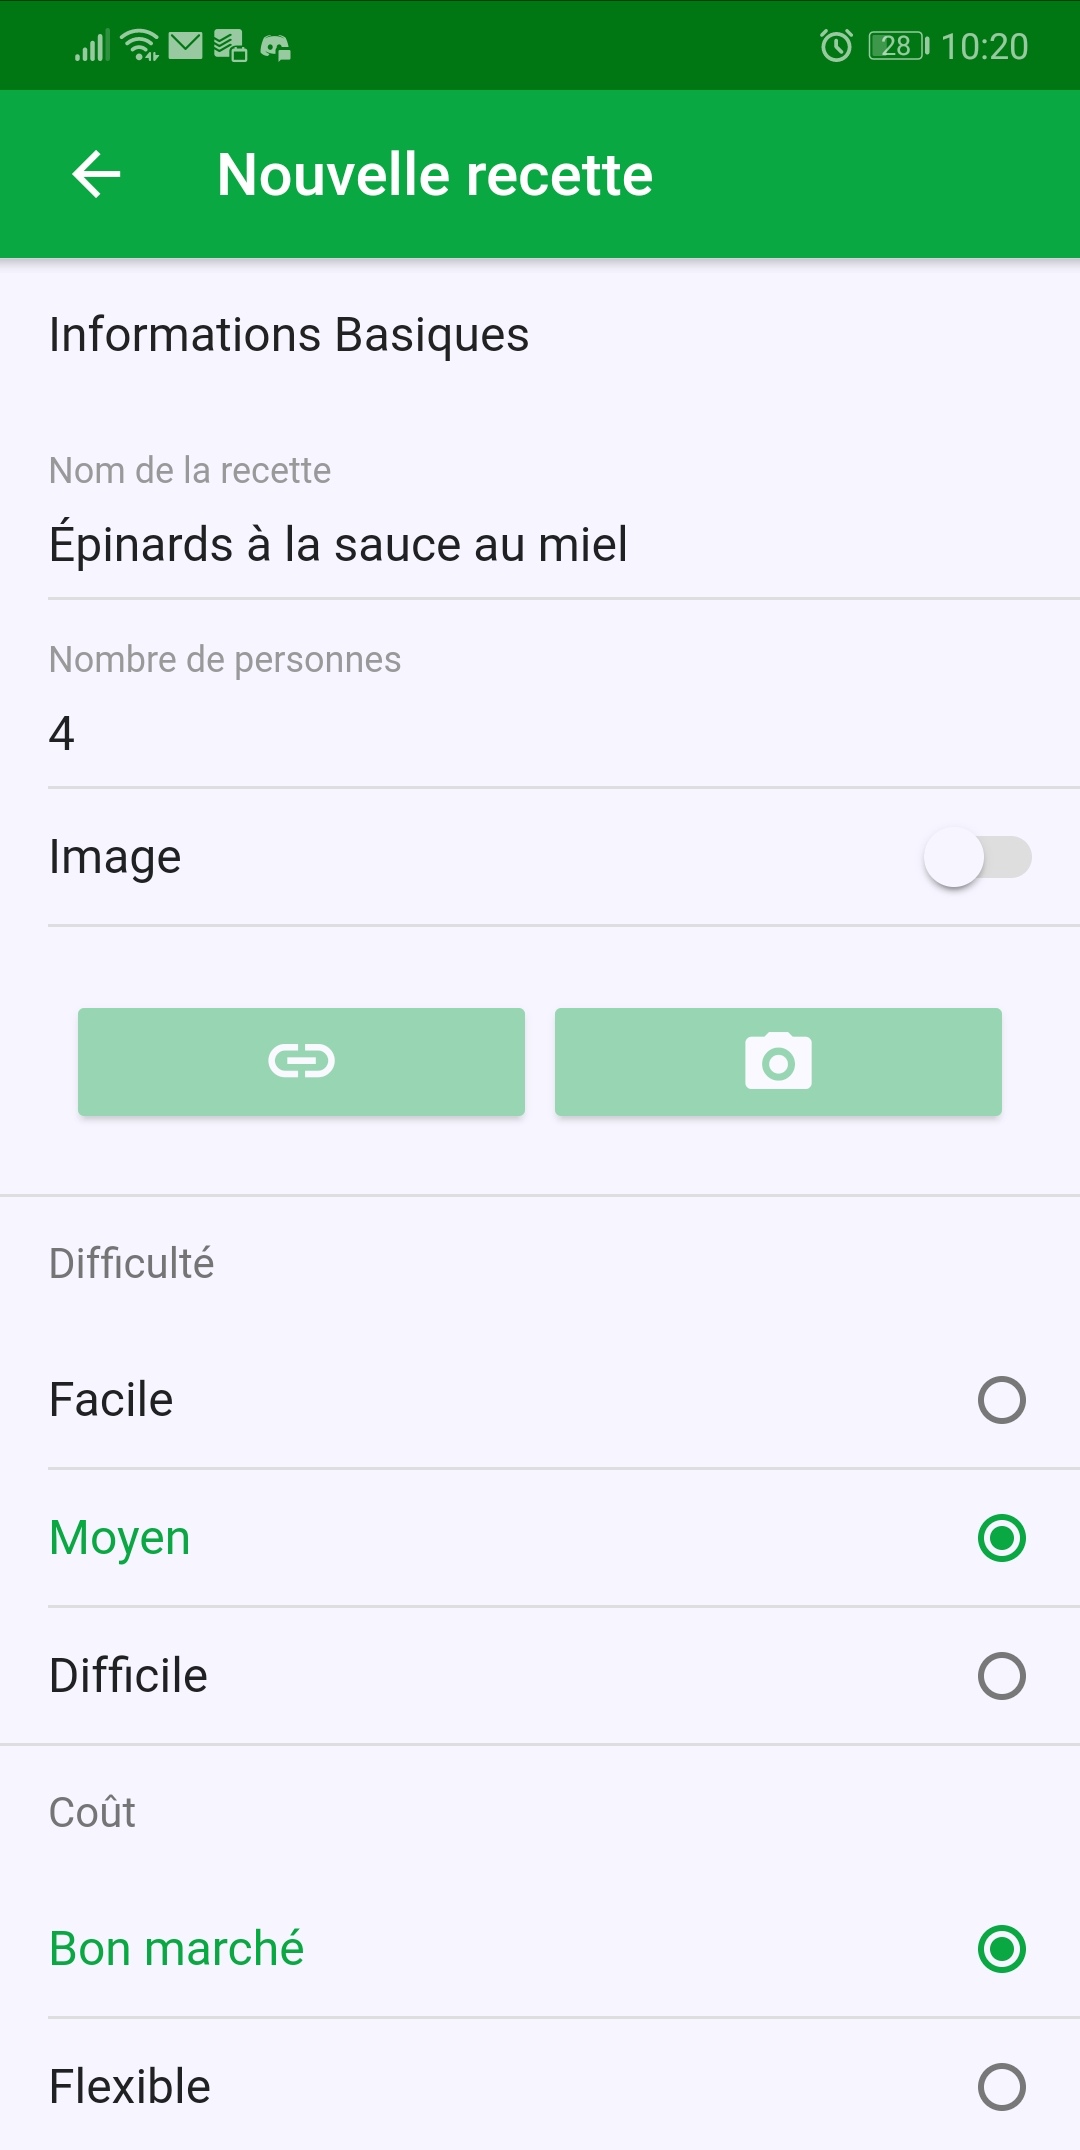 28 10:20
Nouvelle recette
Informations Basiques
Nom de la recette
Épinards à la sauce au miel
Nombre de personnes
4
Image
Difficulté
Facile
Moyen
Difficile
Coût
Bon marché
Flexible